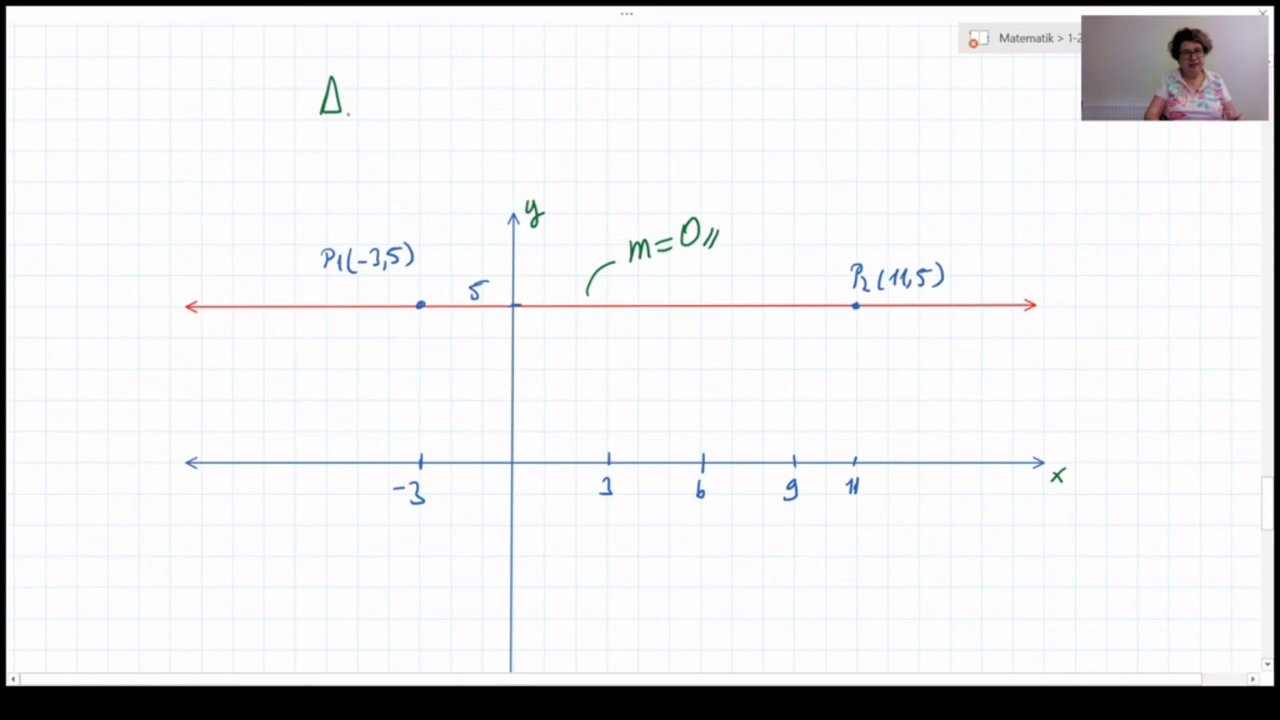 Matematik > 1-2
Δ
y
m=0
P1(-3,5)
5
P2(11,5)
-3 3 6 9 11
x